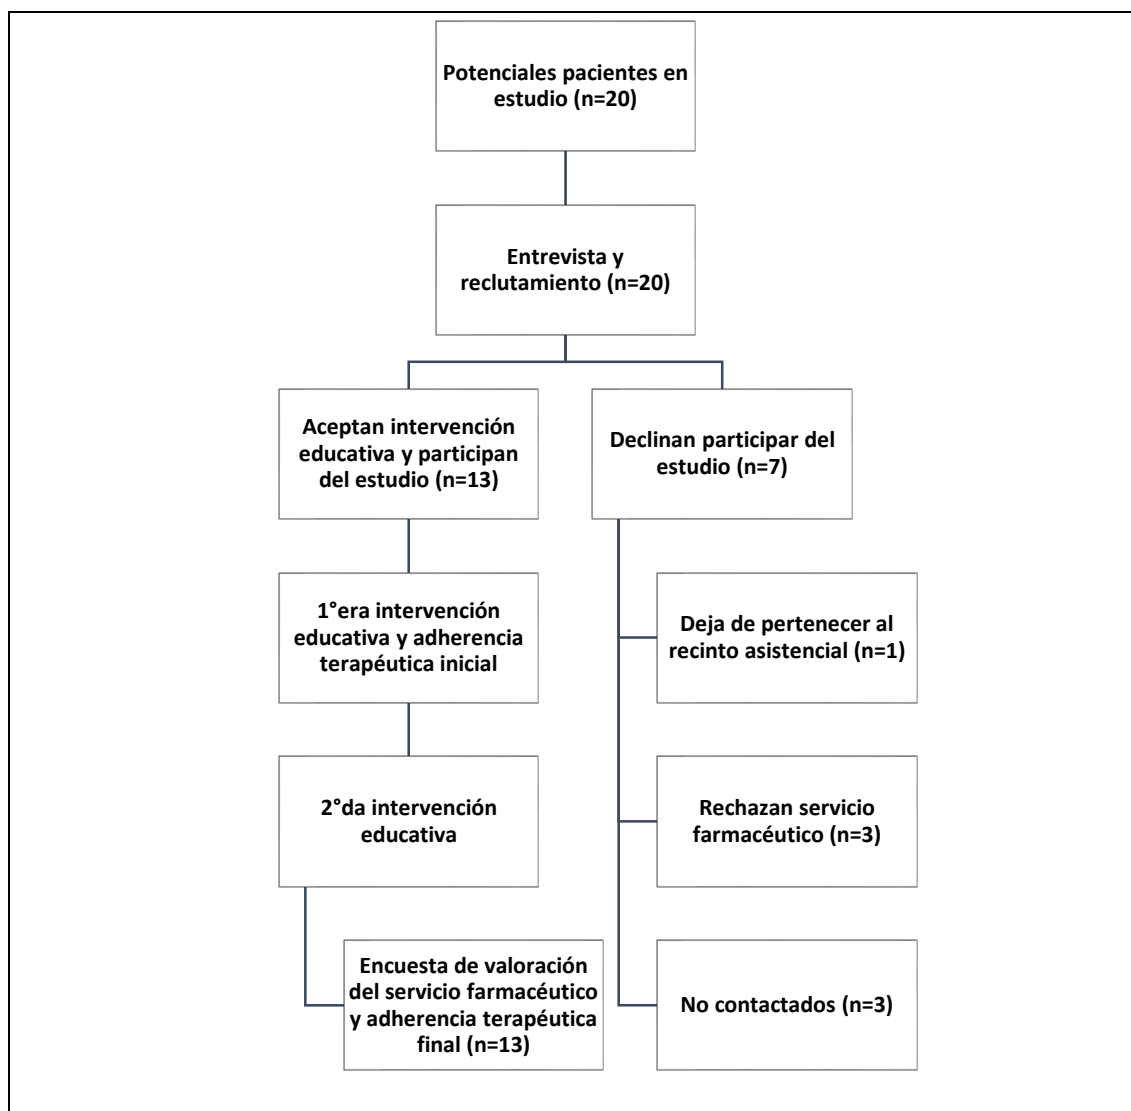 Potenciales pacientes en
estudio (n=20)
Entrevista y
reclutamiento (n=20)
Aceptan intervención
educativa y participan
del estudio (n=13)
Declinan participar del
estudio (n=7)
1°era intervención
educativa y adherencia
terapéutica inicial
Deja de pertenecer al
recinto asistencial (n=1)
2°da intervención
educativa
Rechazan servicio
farmacéutico (n=3)
Encuesta de valoración
del servicio farmacéutico
y adherencia terapéutica
final (n=13)
No contactados (n=3)